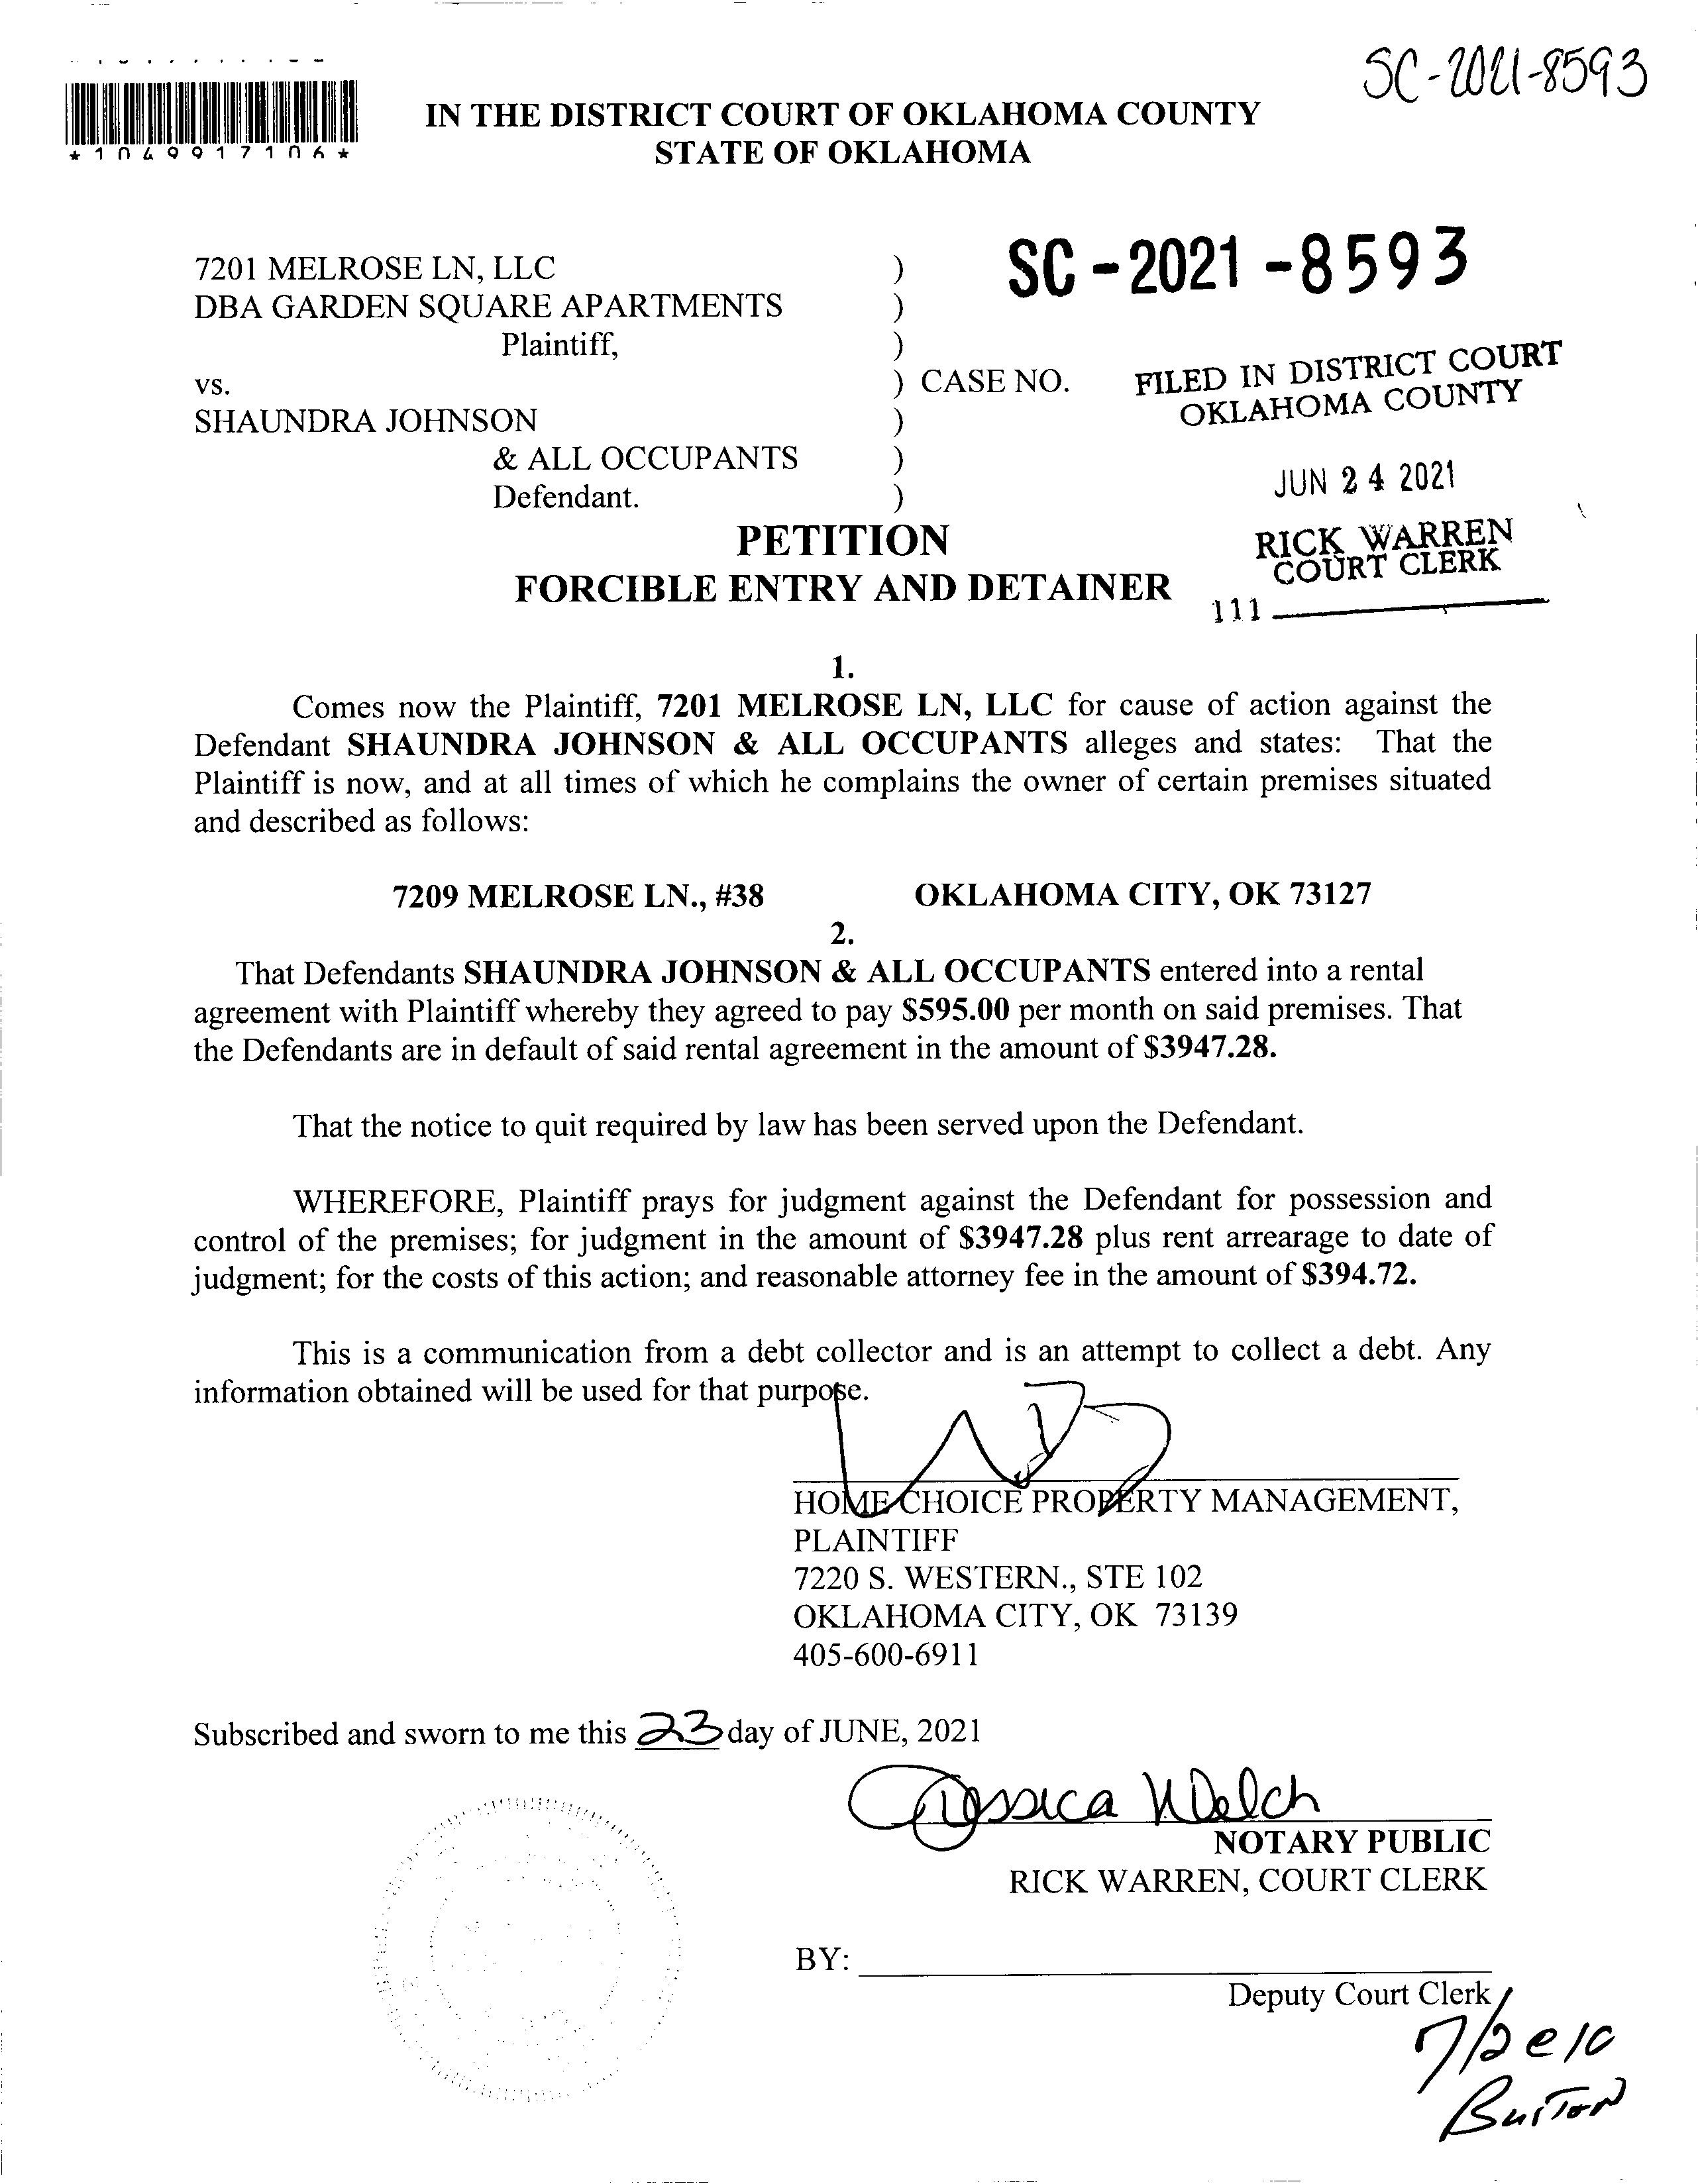 SC-2021-8593
*1049917106*
IN THE DISTRICT COURT OF OKLAHOMA COUNTY
STATE OF OKLAHOMA
7201 MELROSE LN, LLC )
DBA GARDEN SQUARE APARTMENTS )
Plaintiff, )
vs. ) CASE NO.
SHAUNDRA JOHNSON )
& ALL OCCUPANTS )
Defendant. )
SC-2021-8593
FILED IN DISTRICT COURT
OKLAHOMA COUNTY
JUN 24 2021
RICK WARREN
COURT CLERK
111
PETITION
FORCIBLE ENTRY AND DETAINER
1.
Comes now the Plaintiff, 7201 MELROSE LN, LLC for cause of action against the
Defendant SHAUNDRA JOHNSON & ALL OCCUPANTS alleges and states: That the
Plaintiff is now, and at all times of which he complains the owner of certain premises situated
and described as follows:
7209 MELROSE LN., #38 OKLAHOMA CITY, OK 73127
2.
That Defendants SHAUNDRA JOHNSON & ALL OCCUPANTS entered into a rental
agreement with Plaintiff whereby they agreed to pay $595.00 per month on said premises. That
the Defendants are in default of said rental agreement in the amount of $3947.28.
That the notice to quit required by law has been served upon the Defendant.
WHEREFORE, Plaintiff prays for judgment against the Defendant for possession and
control of the premises; for judgment in the amount of $3947.28 plus rent arrearage to date of
judgment; for the costs of this action; and reasonable attorney fee in the amount of $394.72.
This is a communication from a debt collector and is an attempt to collect a debt. Any
information obtained will be used for that purpose.
HOME CHOICE PROPERTY MANAGEMENT,
PLAINTIFF
7220 S. WESTERN., STE 102
OKLAHOMA CITY, OK 73139
405-600-6911
Subscribed and sworn to me this 23 day of JUNE, 2021
Jessica Welch
NOTARY PUBLIC
RICK WARREN, COURT CLERK
BY:
Deputy Court Clerk
7/2 e 10